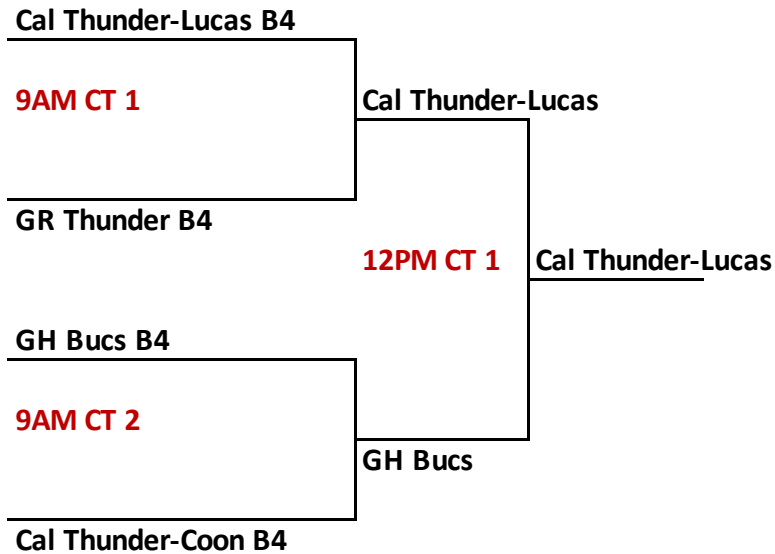 Cal Thunder-Lucas B4
9AM CT 1
Cal Thunder-Lucas
GR Thunder B4
12PM CT 1
Cal Thunder-Lucas
GH Bucs B4
9AM CT 2
GH Bucs
Cal Thunder-Coon B4